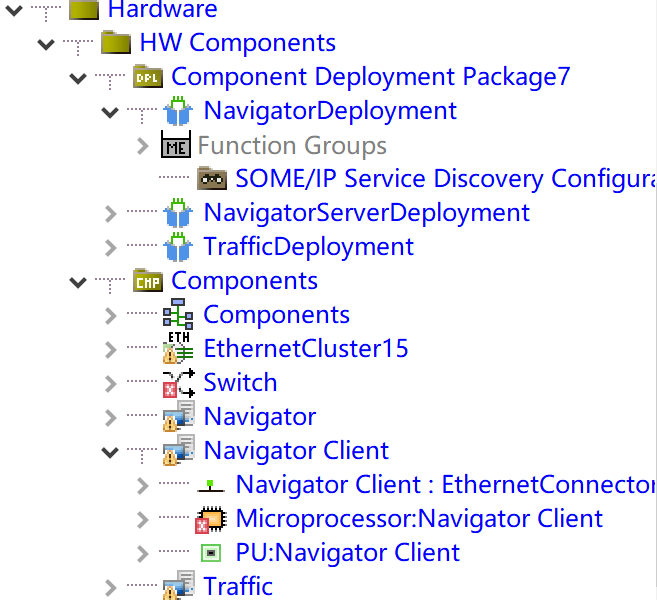 Hardware
HW Components
DPL Component Deployment Package7
NavigatorDeployment
ME Function Groups
SOME/IP Service Discovery Configura
NavigatorServerDeployment
TrafficDeployment
CMP Components
Components
ETH EthernetCluster15
Switch
Navigator
Navigator Client
Navigator Client : EthernetConnector
Microprocessor:Navigator Client
PU:Navigator Client
Traffic